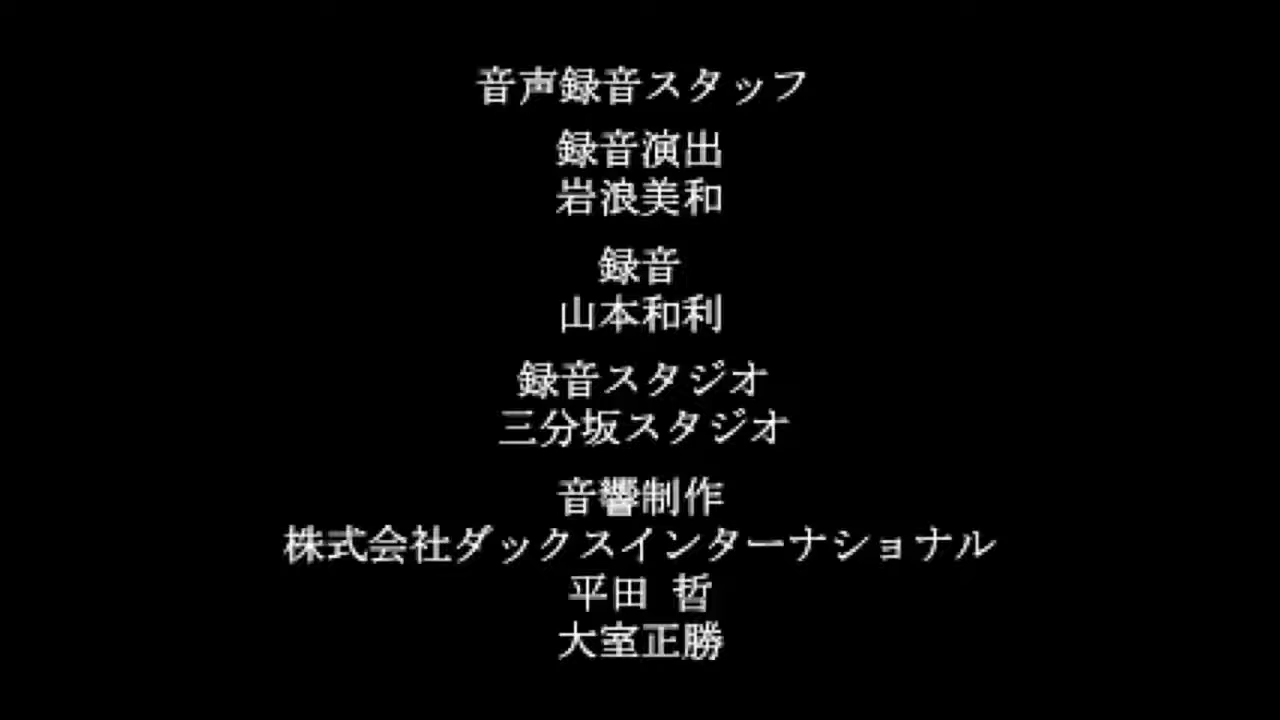 音声録音スタッフ
録音演出
岩浪美和
録音
山本和利
録音スタジオ
三分坂スタジオ
音響制作
株式会社ダックスインターナショナル
平田 哲
大室正勝